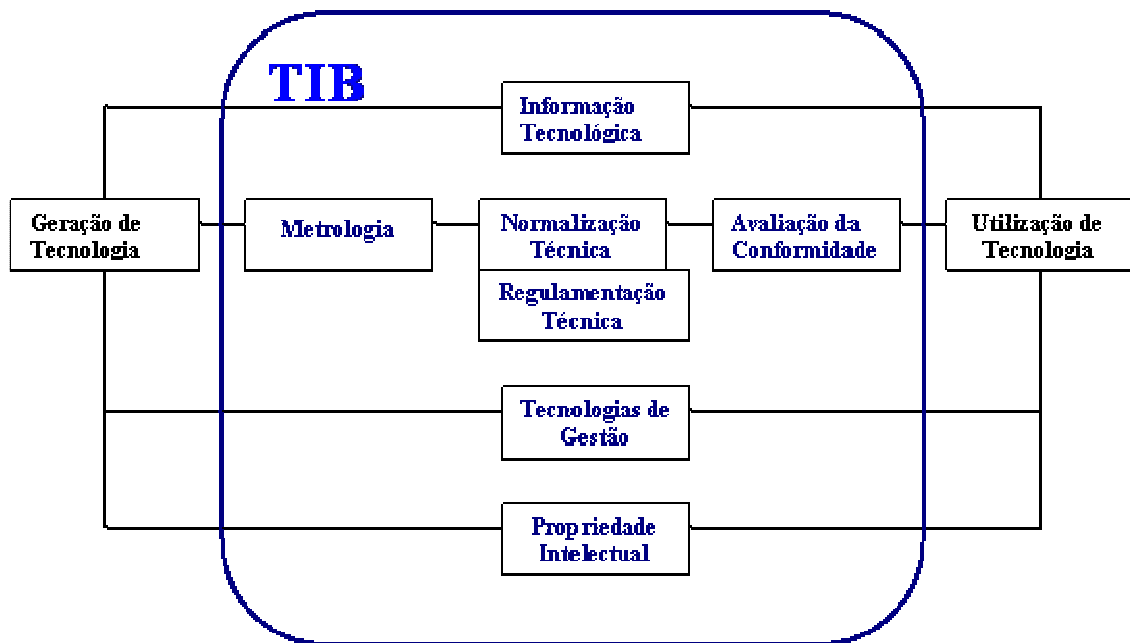 TIB
Informação
Tecnológica
Geração de
Tecnologia
Metrologia
Normalização
Técnica
Avaliação da
Conformidade
Utilização de
Tecnologia
Regulamentação
Técnica
Tecnologias de
Gestão
Propriedade
Intelectual